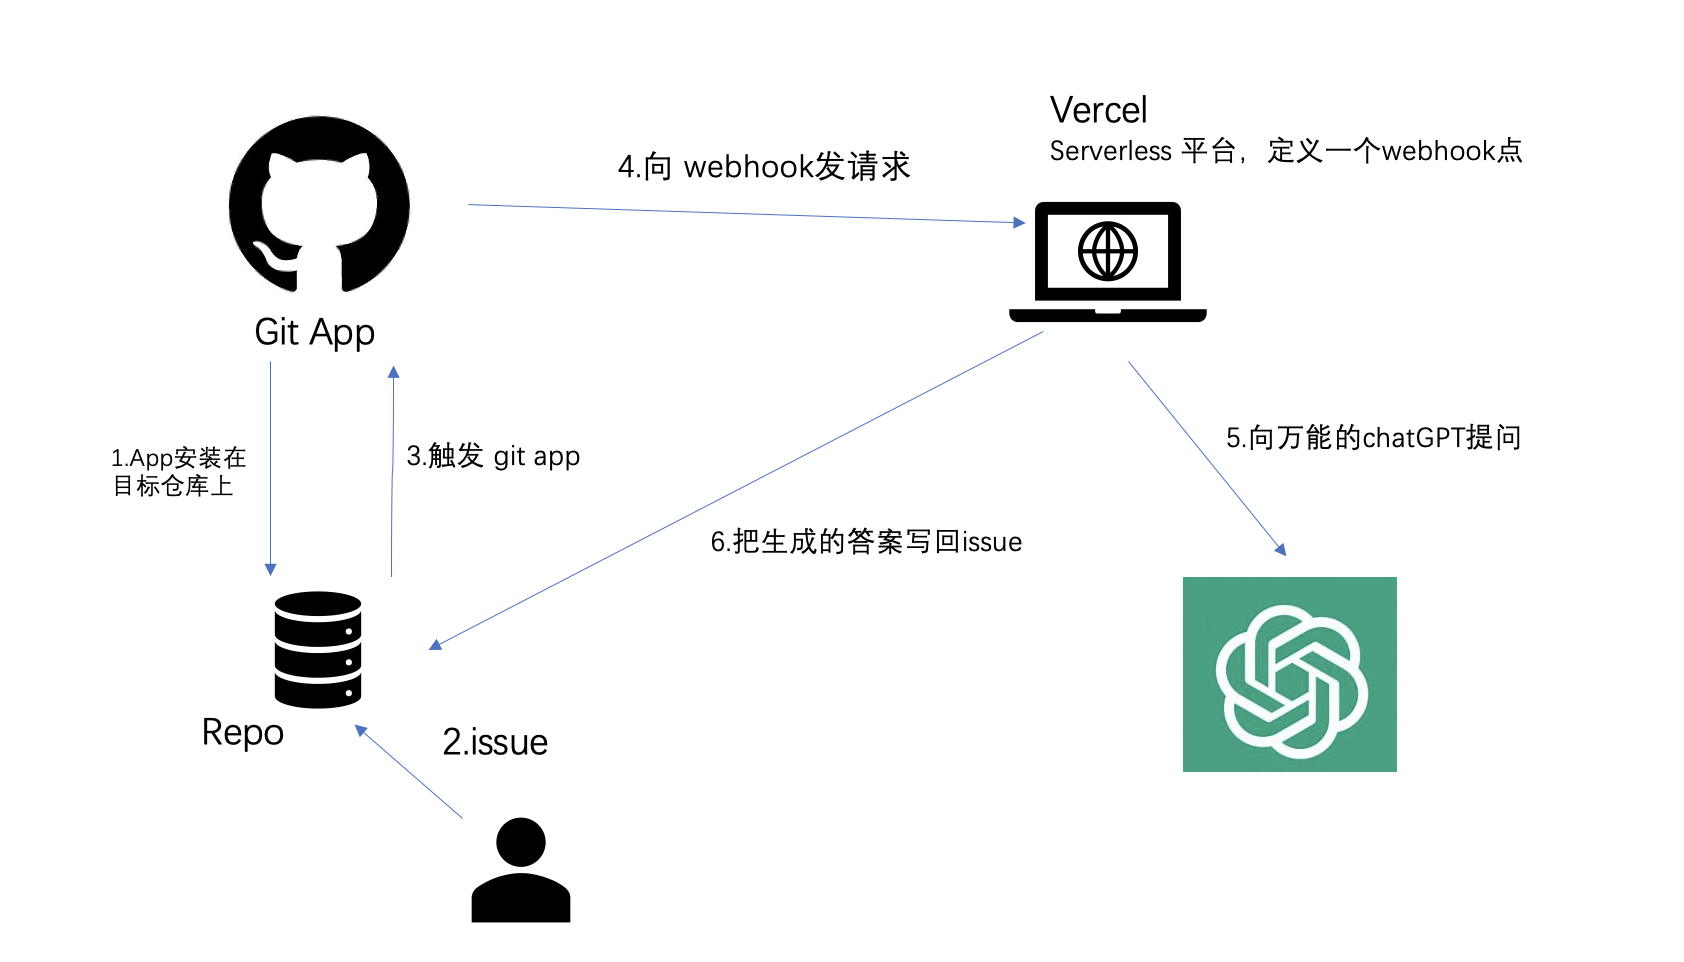 Vercel
Serverless 平台，定义一个webhook点
4.向 webhook发请求
Git App
1.App安装在
目标仓库上
3.触发 git app
5.向万能的chatGPT提问
6.把生成的答案写回issue
Repo
2.issue